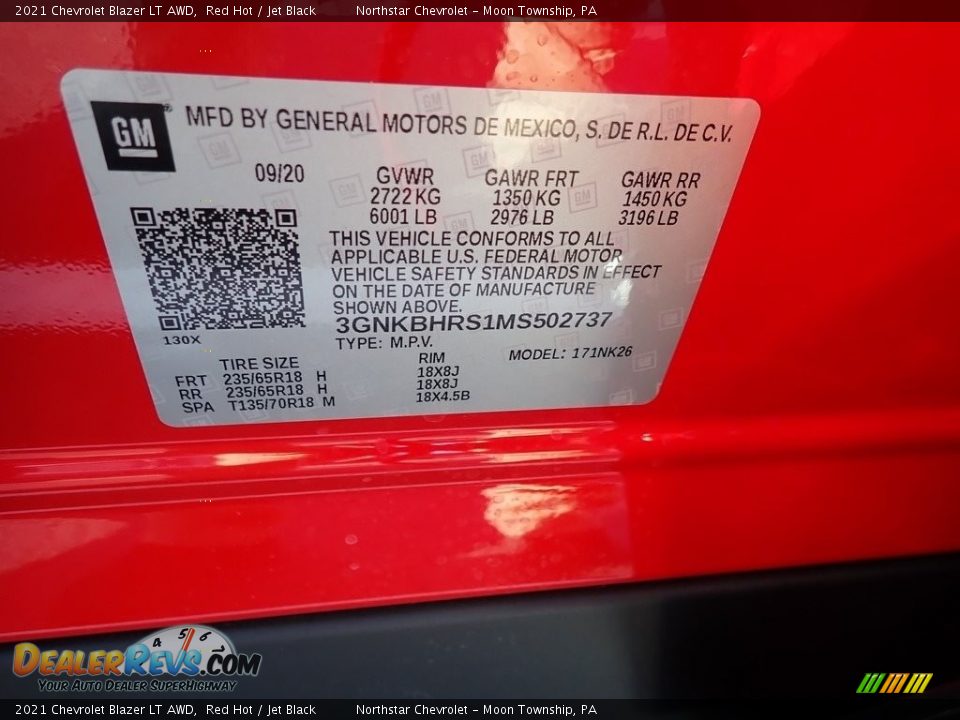 2021 Chevrolet Blazer LT AWD, Red Hot / Jet Black Northstar Chevrolet - Moon Township, PA
GM
MFD BY GENERAL MOTORS DE MEXICO, S. DE R.L. DE C.V.
09/20 GVWR GAWR FRT GAWR RR
2722 KG 1350 KG 1450 KG
6001 LB 2976 LB 3196 LB
THIS VEHICLE CONFORMS TO ALL
APPLICABLE U.S. FEDERAL MOTOR
VEHICLE SAFETY STANDARDS IN EFFECT
ON THE DATE OF MANUFACTURE
SHOWN ABOVE.
3GNKBHRS1MS502737
130X TYPE: M.P.V.
MODEL: 171NK26
TIRE SIZE RIM
FRT 235/65R18 H 18X8J
RR 235/65R18 H 18X8J
SPA T135/70R18 M 18X4.5B
4 5 6
DealerRevs.com
Your Auto Dealer SuperHighway
2021 Chevrolet Blazer LT AWD, Red Hot / Jet Black Northstar Chevrolet - Moon Township, PA